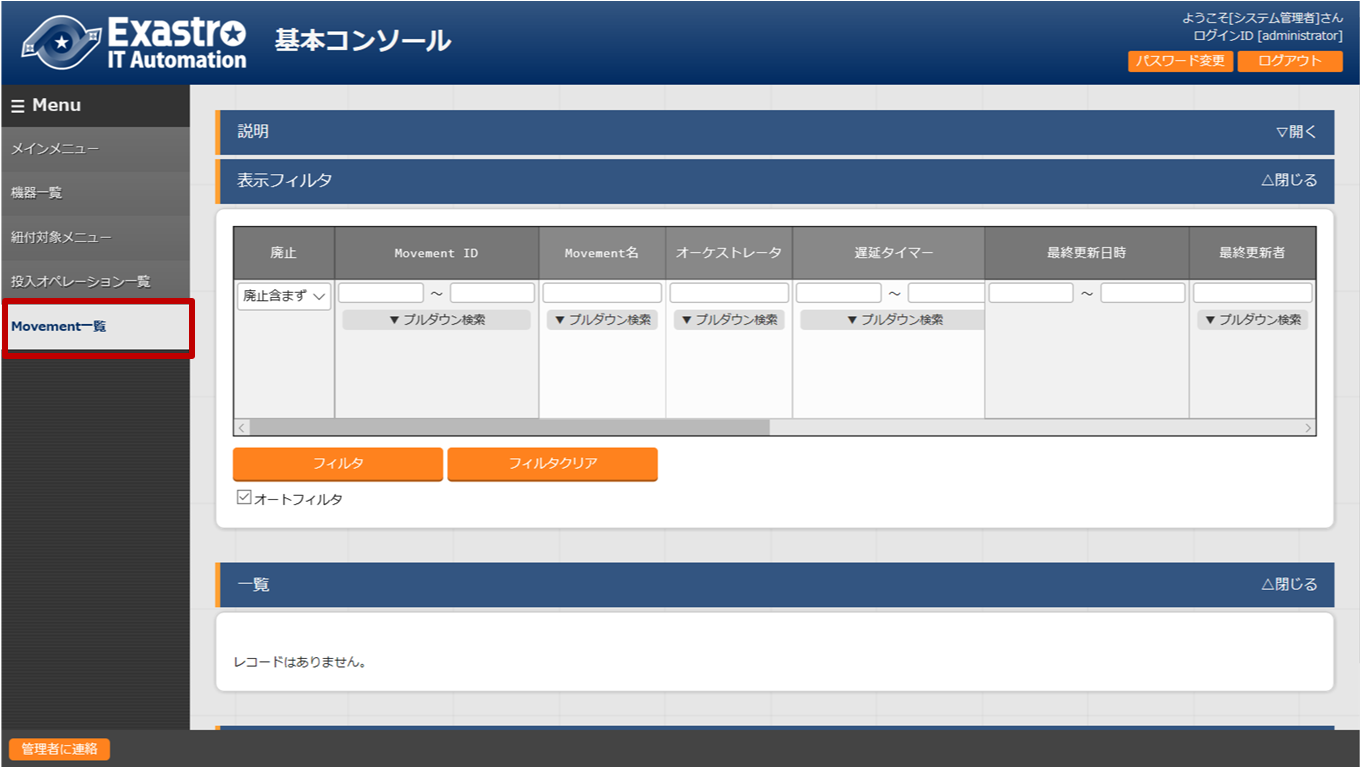 Exastro
IT Automation
基本コンソール
ようこそ[システム管理者]さん
ログインID [administrator]
パスワード変更
ログアウト
☰ Menu
メインメニュー
機器一覧
紐付対象メニュー
投入オペレーション一覧
Movement一覧
説明
▽開く
表示フィルタ
△閉じる
廃止 Movement ID Movement名 オーケストレータ 遅延タイマー 最終更新日時 最終更新者
廃止含まず ～ ～ ～
▼プルダウン検索 ▼プルダウン検索 ▼プルダウン検索 ▼プルダウン検索 ▼プルダウン検索
フィルタ
フィルタクリア
オートフィルタ
一覧
△閉じる
レコードはありません。
管理者に連絡